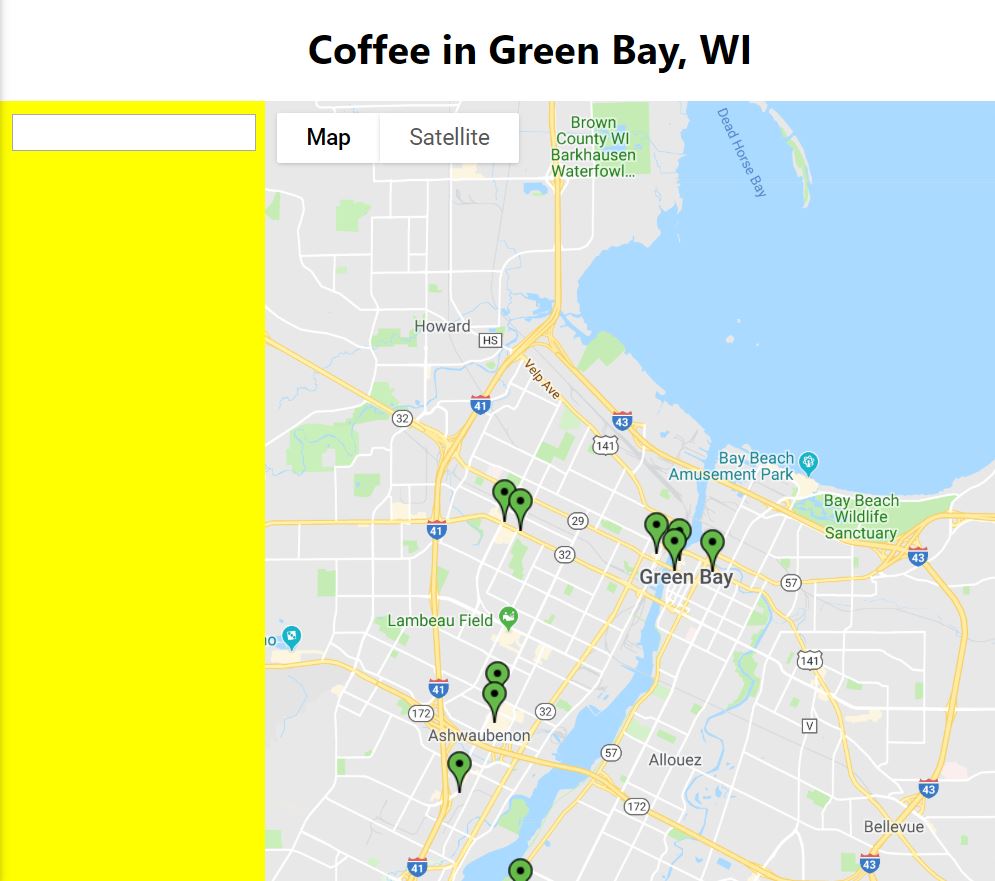 Coffee in Green Bay, WI
Map
Satellite
Brown
County WI
Barkhausen
Waterfowl...
Dead Horse Bay
Howard
HS
Velp Ave
41
32
43
141
Bay Beach
Amusement Park
Bay Beach
Wildlife
Sanctuary
29
41
32
43
Green Bay
57
Lambeau Field
141
41
172
32
V
Ashwaubenon
57
Allouez
43
172
Bellevue
41
43